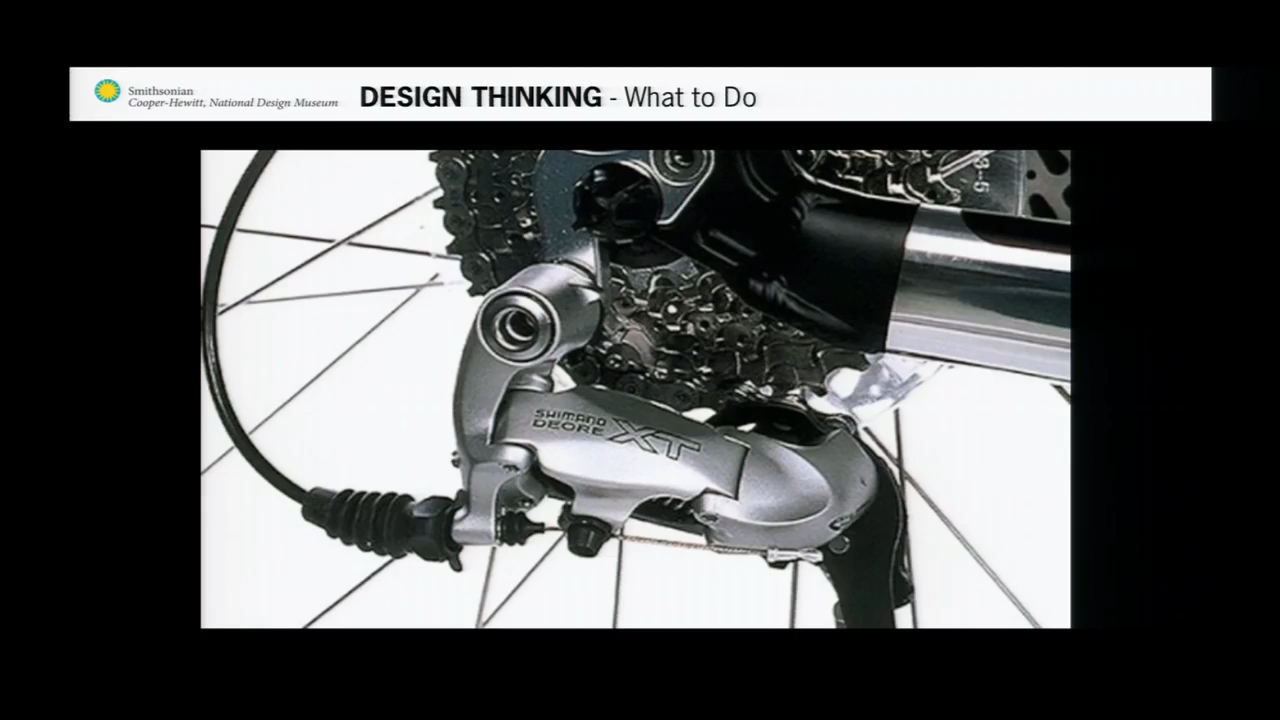 Smithsonian
Cooper-Hewitt, National Design Museum
DESIGN THINKING - What to Do
SHIMANO
DEORE XT